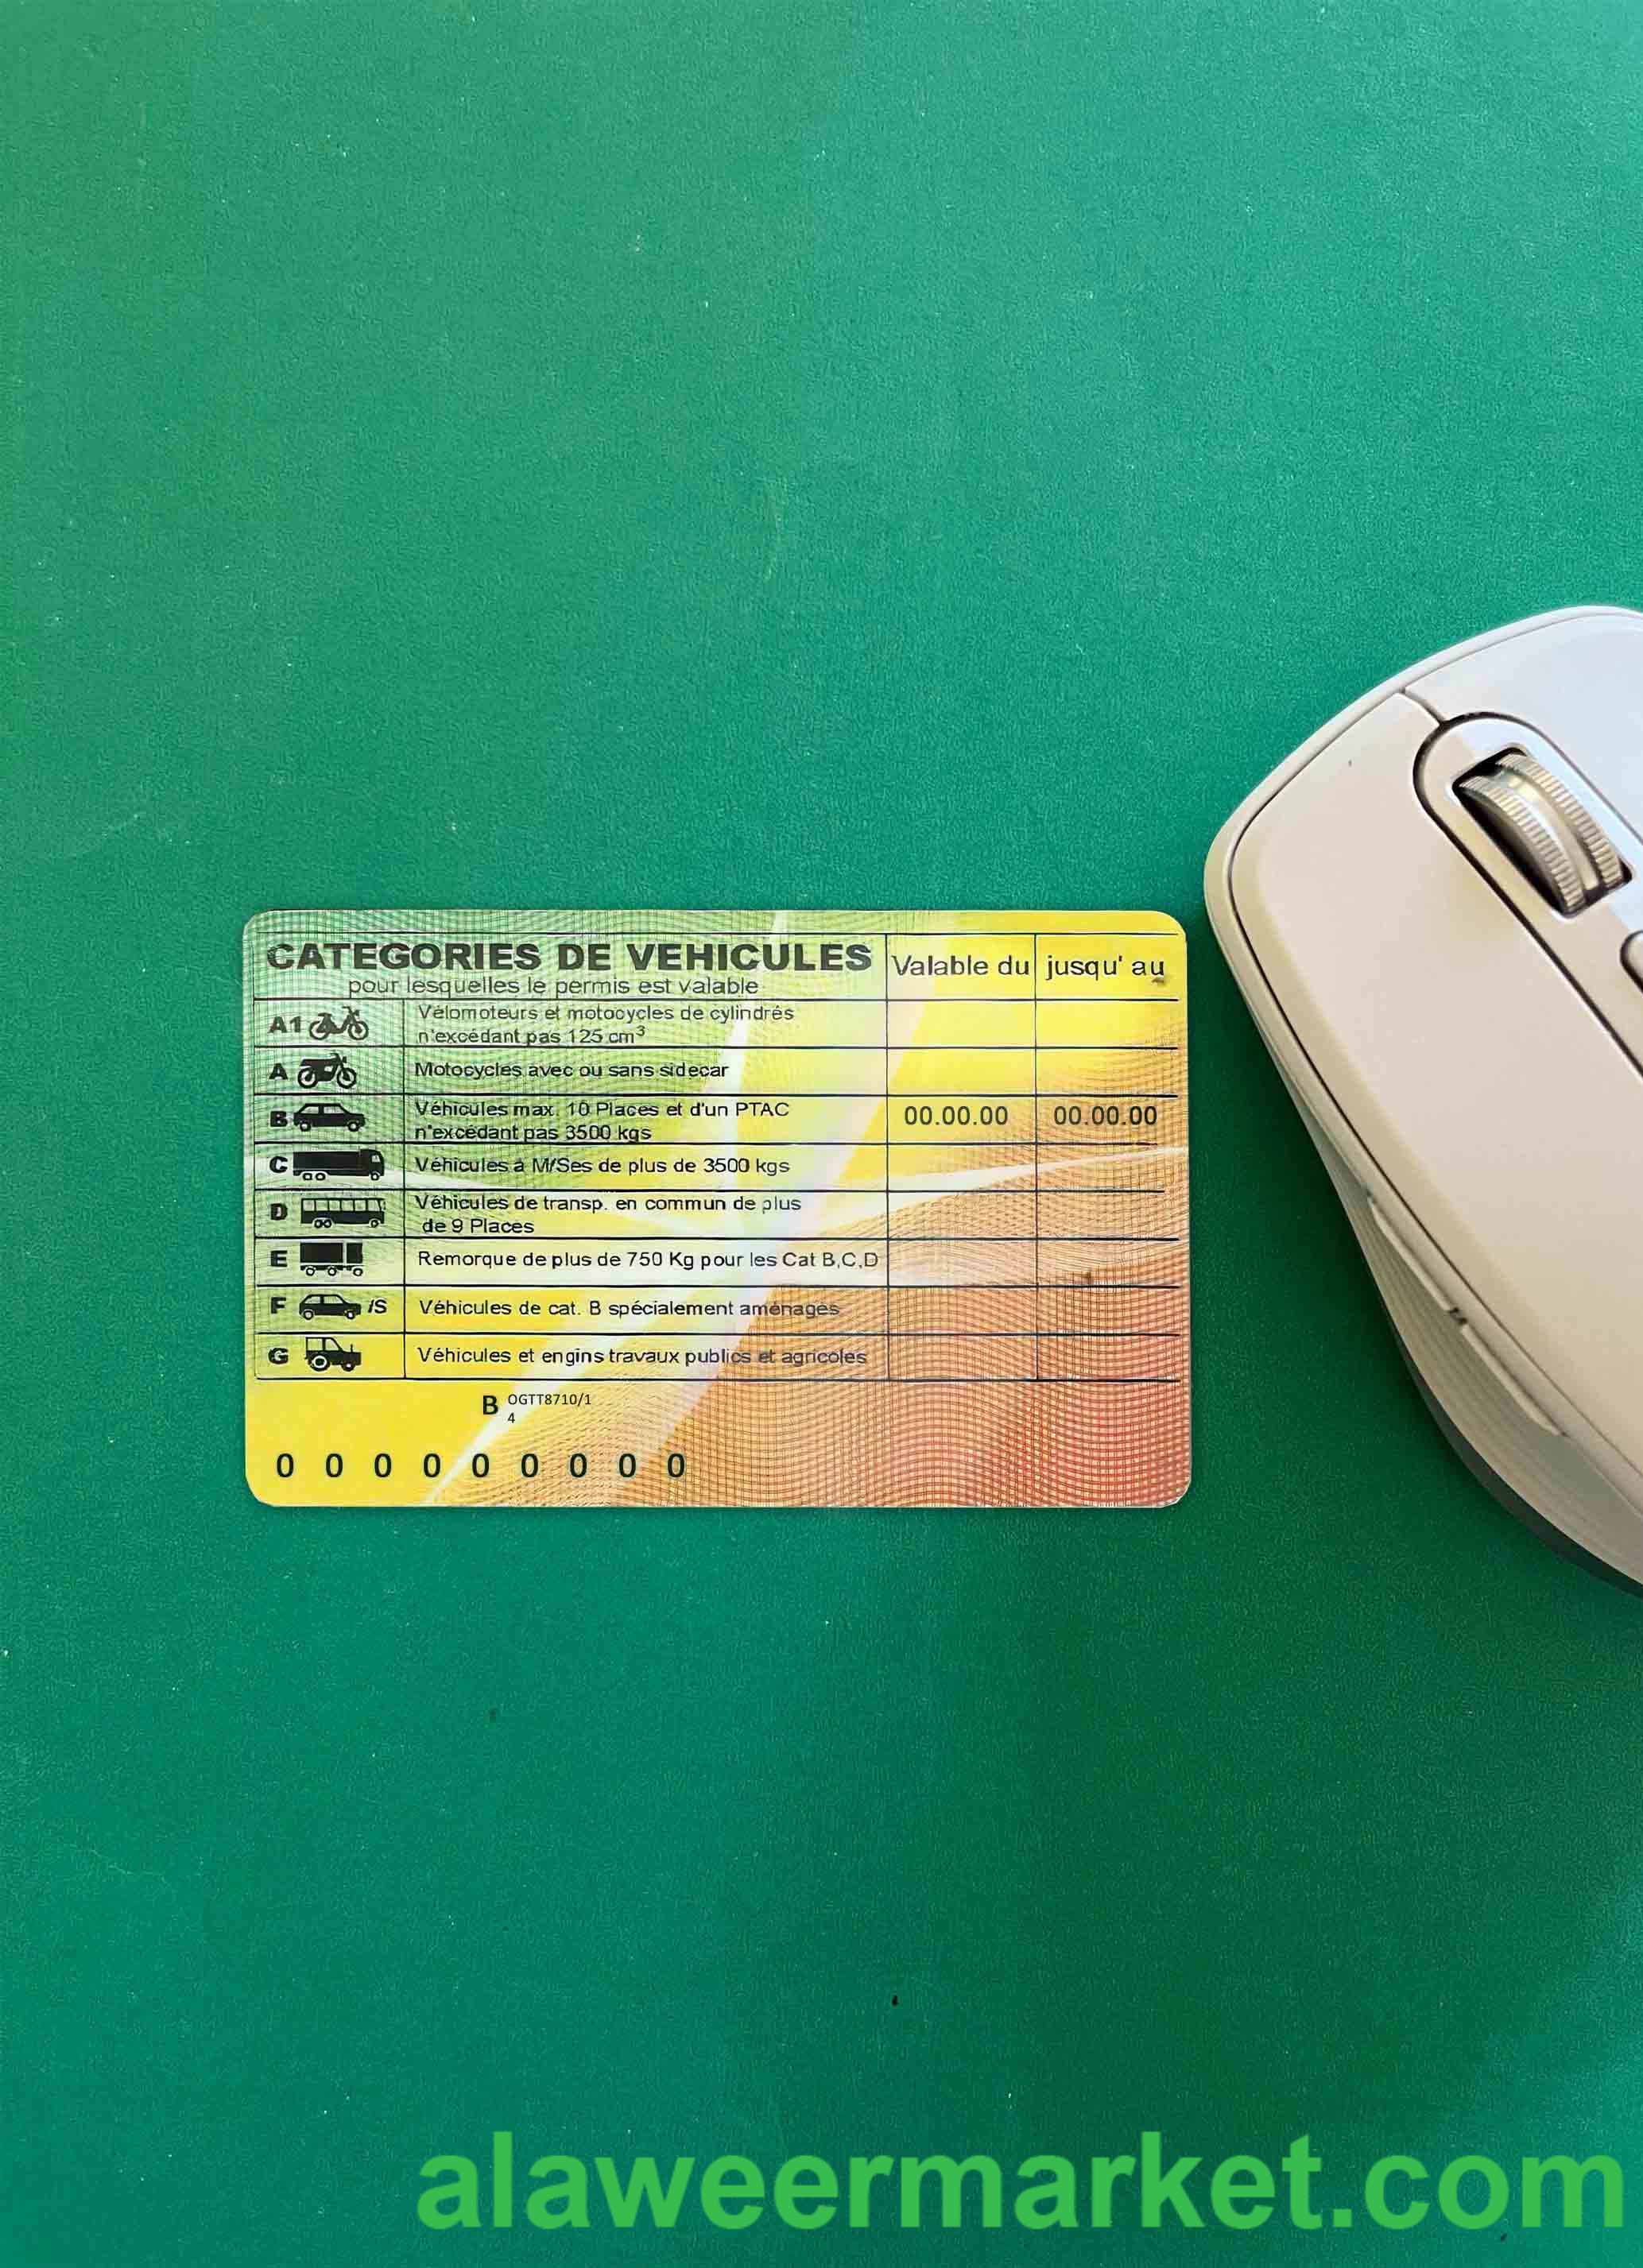 CATEGORIES DE VEHICULES
pour lesquelles le permis est valable
Valable du
jusqu' au
A1
Vélomoteurs et motocycles de cylindrés
n'excédant pas 125 cm³
A
Motocycles avec ou sans sidecar
B
Véhicules max. 10 Places et d'un PTAC
n'excédant pas 3500 kgs
00.00.00
00.00.00
C
Véhicules à M/Ses de plus de 3500 kgs
D
Véhicules de transp. en commun de plus
de 9 Places
E
Remorque de plus de 750 Kg pour les Cat B,C,D
F
/S
Véhicules de cat. B spécialement aménagés
G
Véhicules et engins travaux publics et agricoles
B OGTT8710/1
4
0 0 0 0 0 0 0 0 0
alaweermarket.com